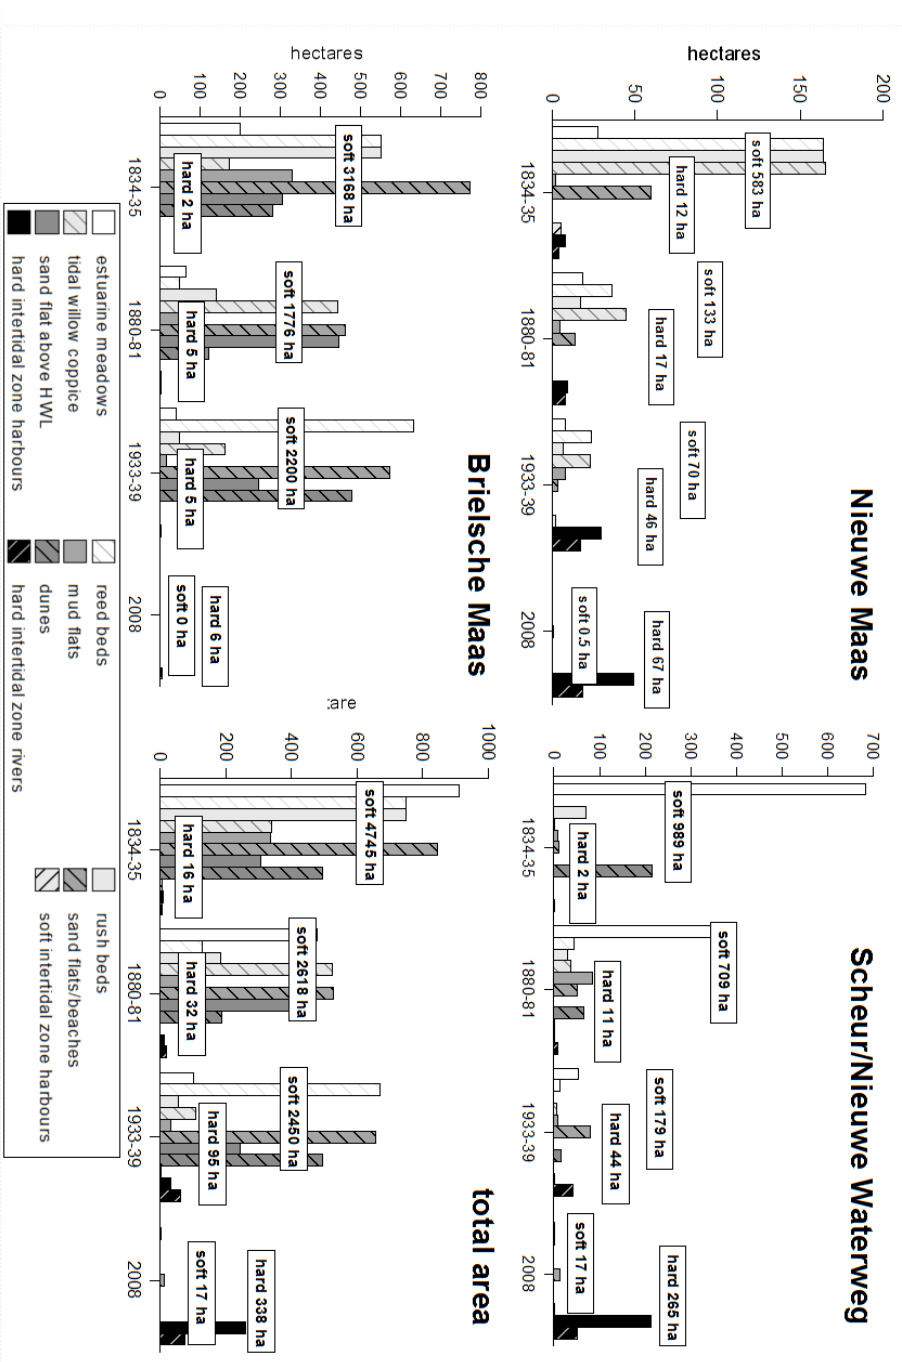 Nieuwe Maas
hectares
200
150
100
50
0
soft 583 ha
hard 12 ha
soft 133 ha
hard 17 ha
soft 70 ha
hard 46 ha
soft 0.5 ha
hard 67 ha
1834-35
1880-81
1933-39
2008
Scheur/Nieuwe Waterweg
700
600
500
400
300
200
100
0
soft 989 ha
hard 2 ha
soft 709 ha
hard 11 ha
soft 179 ha
hard 44 ha
soft 17 ha
hard 265 ha
1834-35
1880-81
1933-39
2008
Brielsche Maas
hectares
800
700
600
500
400
300
200
100
0
soft 3168 ha
hard 2 ha
soft 1776 ha
hard 5 ha
soft 2200 ha
hard 5 ha
soft 0 ha
hard 6 ha
1834-35
1880-81
1933-39
2008
total area
:are
1000
800
600
400
200
0
soft 4745 ha
hard 16 ha
soft 2618 ha
hard 32 ha
soft 2450 ha
hard 95 ha
soft 17 ha
hard 338 ha
1834-35
1880-81
1933-39
2008
estuarine meadows
reed beds
rush beds
tidal willow coppice
mud flats
sand flats/beaches
sand flat above HWL
dunes
soft intertidal zone harbours
hard intertidal zone harbours
hard intertidal zone rivers